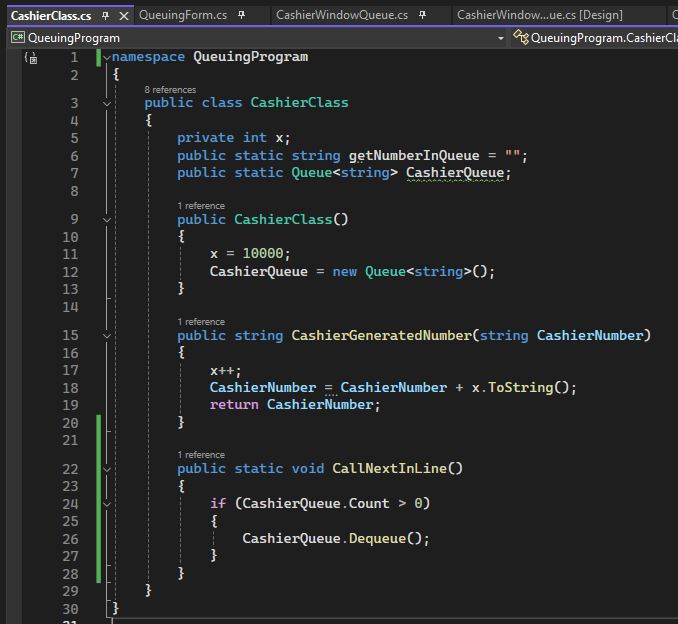 CashierClass.cs QueuingForm.cs CashierWindowQueue.cs CashierWindow...ue.cs [Design]
C# QueuingProgram QueuingProgram.CashierCla
1 namespace QueuingProgram
2 {
8 references
3 public class CashierClass
4 {
5 private int x;
6 public static string getNumberInQueue = "";
7 public static Queue<string> CashierQueue;
8
1 reference
9 public CashierClass()
10 {
11 x = 10000;
12 CashierQueue = new Queue<string>();
13 }
14
1 reference
15 public string CashierGeneratedNumber(string CashierNumber)
16 {
17 x++;
18 CashierNumber = CashierNumber + x.ToString();
19 return CashierNumber;
20 }
21
1 reference
22 public static void CallNextInLine()
23 {
24 if (CashierQueue.Count > 0)
25 {
26 CashierQueue.Dequeue();
27 }
28 }
29 }
30 }